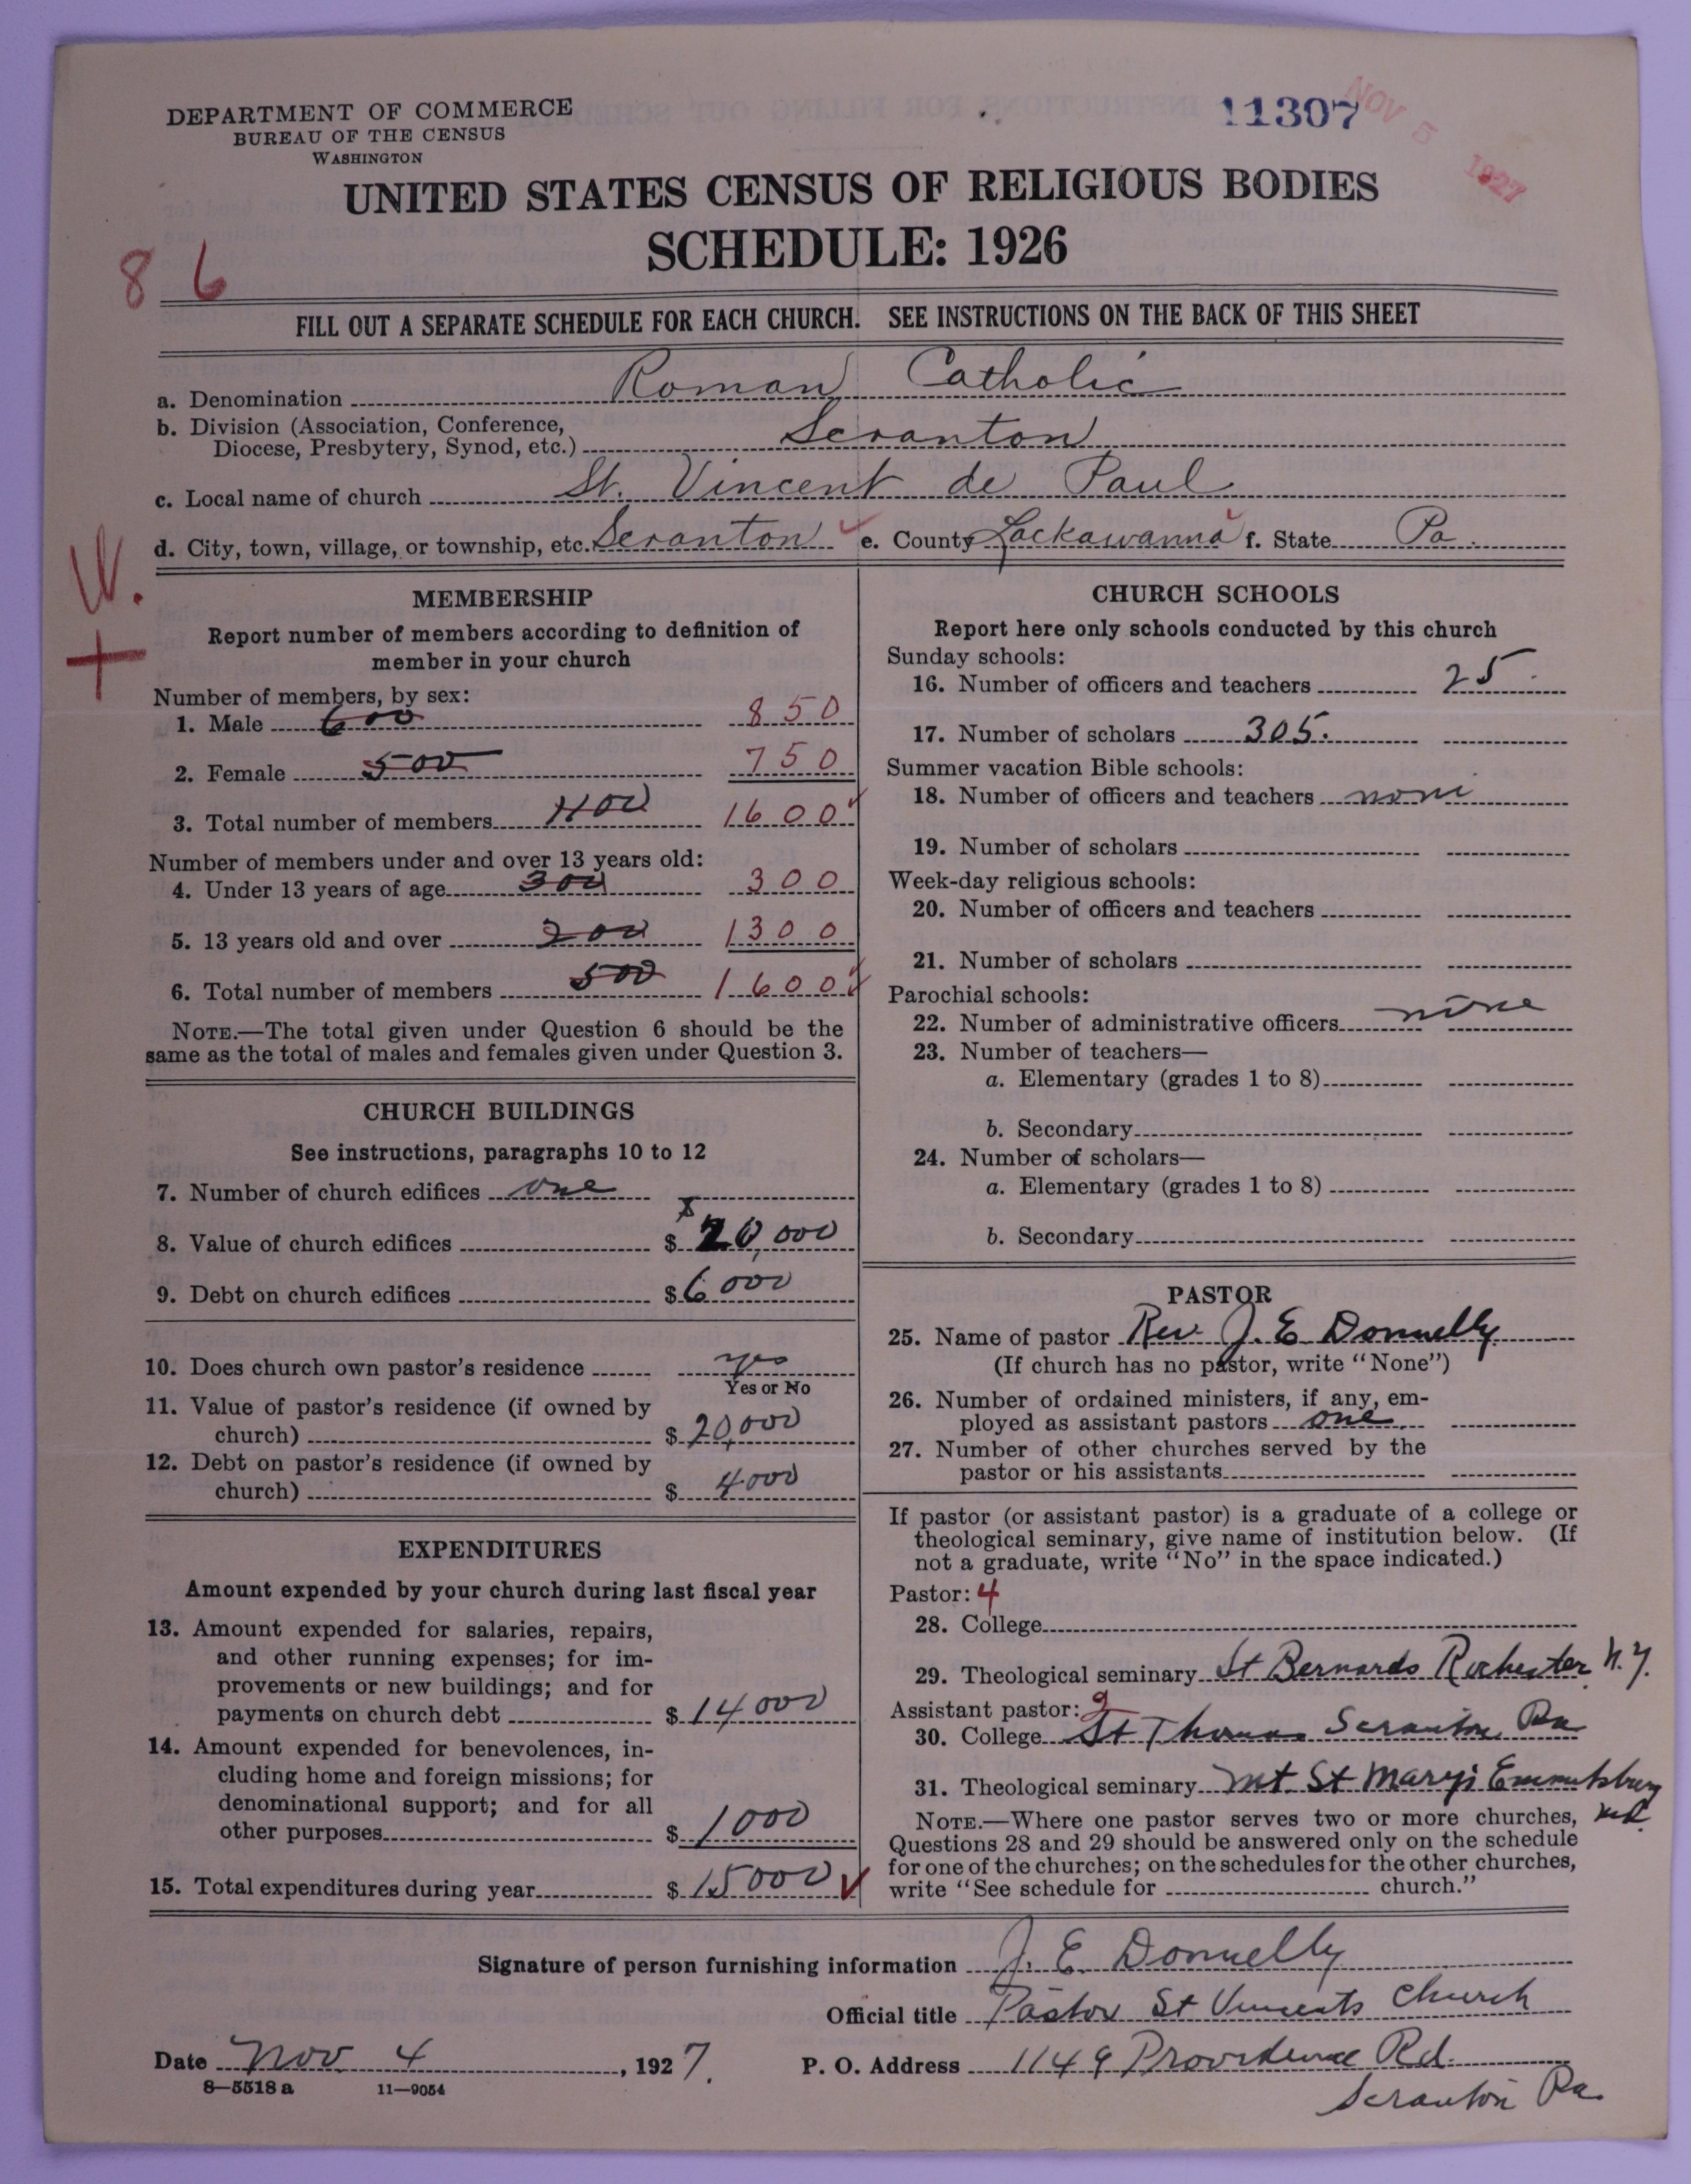 DEPARTMENT OF COMMERCE
BUREAU OF THE CENSUS
WASHINGTON
11307
NOV 5 1927
UNITED STATES CENSUS OF RELIGIOUS BODIES
SCHEDULE: 1926
8 6
FILL OUT A SEPARATE SCHEDULE FOR EACH CHURCH. SEE INSTRUCTIONS ON THE BACK OF THIS SHEET
a. Denomination Roman Catholic
b. Division (Association, Conference,
Diocese, Presbytery, Synod, etc.) Scranton
c. Local name of church St. Vincent de Paul
d. City, town, village, or township, etc. Scranton e. County Lackawanna f. State Pa.
W.
+
MEMBERSHIP
Report number of members according to definition of
member in your church
Number of members, by sex:
1. Male 600 850
2. Female 500 750
3. Total number of members 1100 1600
Number of members under and over 13 years old:
4. Under 13 years of age 300 300
5. 13 years old and over 200 1300
6. Total number of members 500 1600
NOTE.—The total given under Question 6 should be the
same as the total of males and females given under Question 3.
CHURCH BUILDINGS
See instructions, paragraphs 10 to 12
7. Number of church edifices one
8. Value of church edifices $ 20,000
9. Debt on church edifices $ 6000
10. Does church own pastor's residence yes
Yes or No
11. Value of pastor's residence (if owned by
church) $ 20,000
12. Debt on pastor's residence (if owned by
church) $ 4000
EXPENDITURES
Amount expended by your church during last fiscal year
13. Amount expended for salaries, repairs,
and other running expenses; for im-
provements or new buildings; and for
payments on church debt $ 14000
14. Amount expended for benevolences, in-
cluding home and foreign missions; for
denominational support; and for all
other purposes $ 1000
15. Total expenditures during year $ 15000
CHURCH SCHOOLS
Report here only schools conducted by this church
Sunday schools:
16. Number of officers and teachers 25
17. Number of scholars 305.
Summer vacation Bible schools:
18. Number of officers and teachers none
19. Number of scholars
Week-day religious schools:
20. Number of officers and teachers
21. Number of scholars
Parochial schools:
22. Number of administrative officers none
23. Number of teachers—
a. Elementary (grades 1 to 8)
b. Secondary
24. Number of scholars—
a. Elementary (grades 1 to 8)
b. Secondary
PASTOR
25. Name of pastor Rev. J. E Donnelly
(If church has no pastor, write "None")
26. Number of ordained ministers, if any, em-
ployed as assistant pastors one
27. Number of other churches served by the
pastor or his assistants
If pastor (or assistant pastor) is a graduate of a college or
theological seminary, give name of institution below. (If
not a graduate, write "No" in the space indicated.)
Pastor: 4
28. College
29. Theological seminary St Bernards Rochester N.Y.
Assistant pastor: 9
30. College St Thomas Scranton Pa
31. Theological seminary Mt St Marys Emmitsburg
Md.
NOTE.—Where one pastor serves two or more churches,
Questions 28 and 29 should be answered only on the schedule
for one of the churches; on the schedules for the other churches,
write "See schedule for church."
Signature of person furnishing information J. E. Donnelly
Official title Pastor St Vincents Church
Date Nov 4, 1927. P. O. Address 1149 Providence Rd.
Scranton Pa.
8—5518 a 11—9054